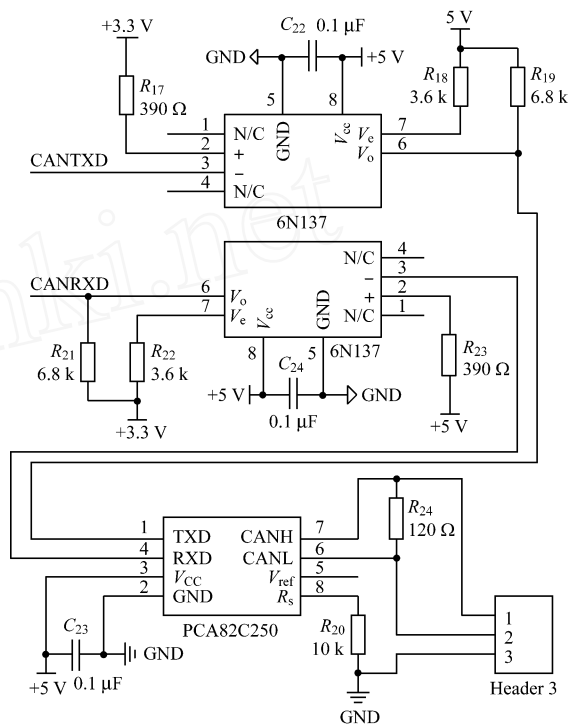 +3.3 V
C22 0.1 μF
GND
+5 V
5 V
R17
390 Ω
R18
3.6 k
R19
6.8 k
5
8
1
N/C
GND
Vcc
Ve
7
2
+
Vo
6
CANTXD
3
−
4
N/C
6N137
N/C
4
−
3
CANRXD
6
Vo
+
2
7
Ve
Vcc
GND
N/C
1
R21
6.8 k
R22
3.6 k
8
C24
5
6N137
R23
390 Ω
+5 V
GND
0.1 μF
+3.3 V
+5 V
1
TXD
CANH
7
R24
120 Ω
4
RXD
CANL
6
3
VCC
Vref
5
2
GND
Rs
8
1
2
3
PCA82C250
C23
GND
R20
10 k
+5 V
0.1 μF
Header 3
GND
nki.net